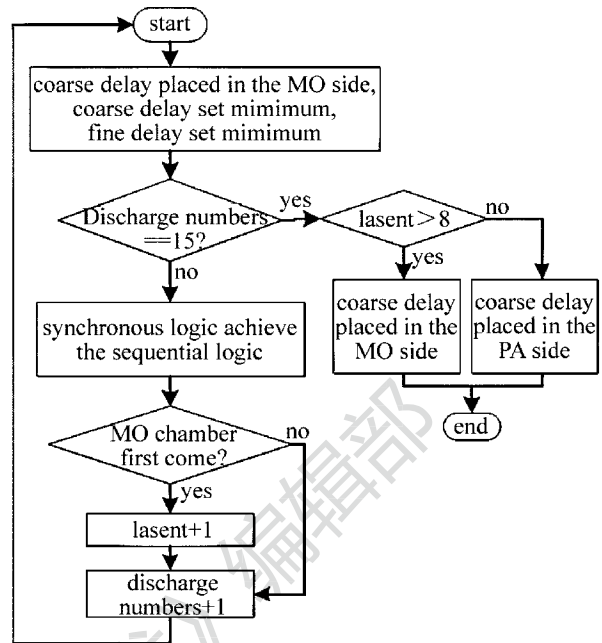 start
coarse delay placed in the MO side,
coarse delay set mimimum,
fine delay set mimimum
Discharge numbers
==15?
yes
no
lasent>8
no
yes
coarse delay
placed in the
MO side
coarse delay
placed in the
PA side
end
synchronous logic achieve
the sequential logic
MO chamber
first come?
no
yes
lasent+1
discharge
numbers+1
编辑部